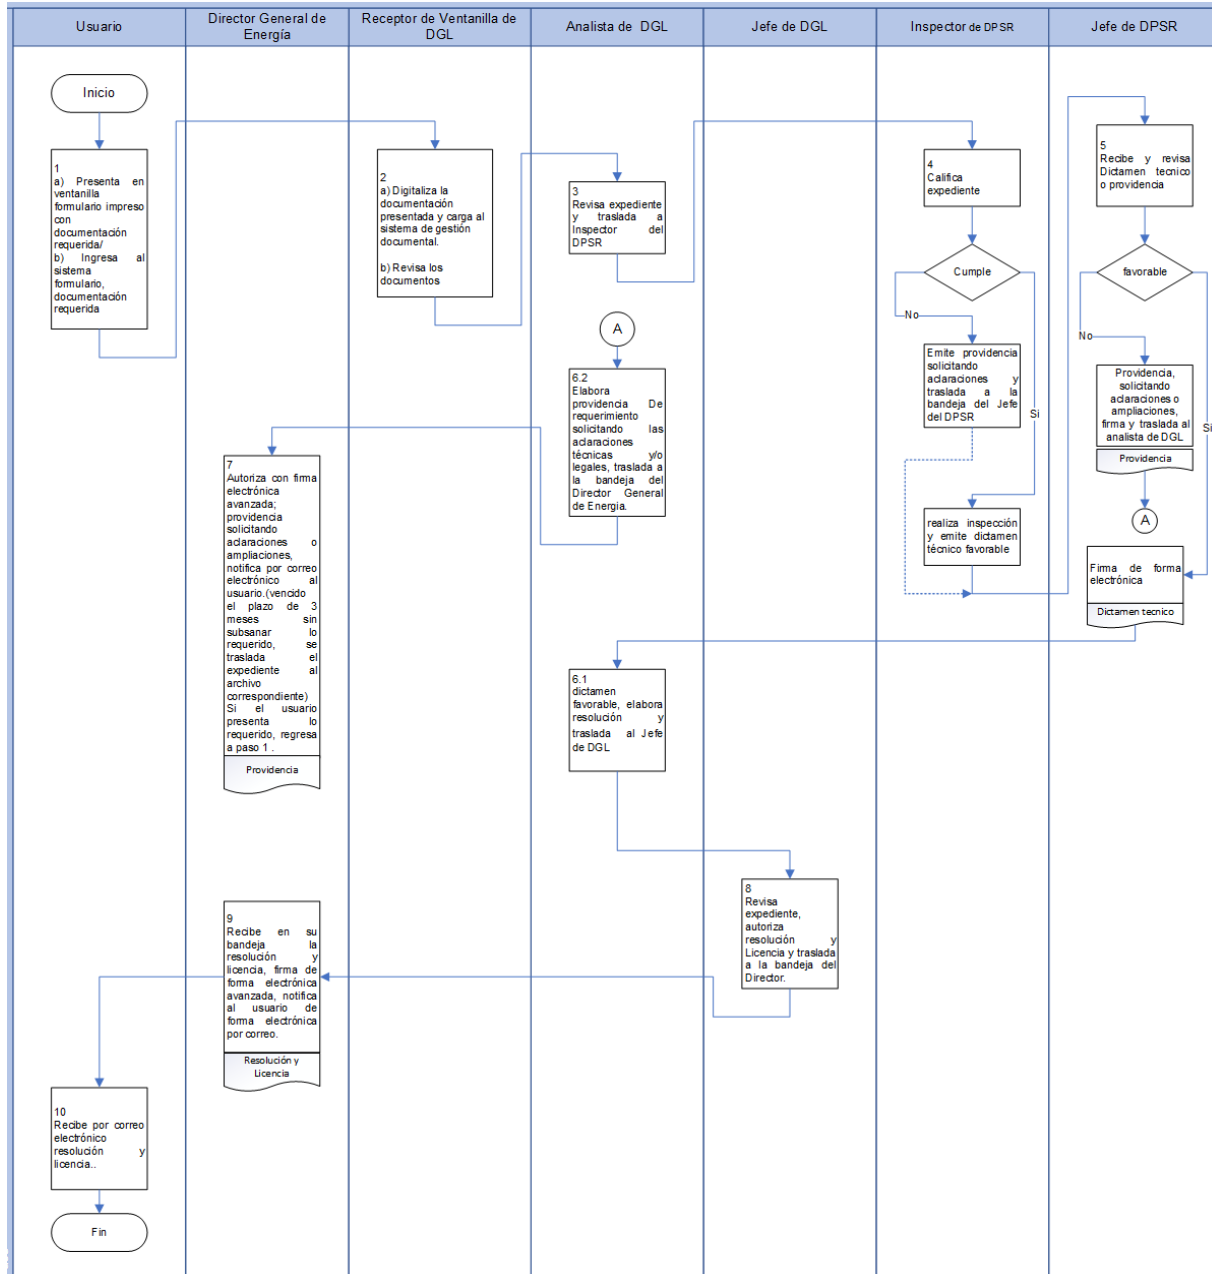 Usuario
Director General de
Energía
Receptor de Ventanilla de
DGL
Analista de DGL
Jefe de DGL
Inspector de DPSR
Jefe de DPSR
Inicio
1
a) Presenta en
ventanilla
formulario impreso
con
documentación
requerida/
b) Ingresa al
sistema
formulario,
documentación
requerida
2
a) Digitaliza la
documentación
presentada y carga al
sistema de gestión
documental.
b) Revisa los
documentos
3
Revisa expediente
y traslada a
Inspector del
DPSR
4
Califica
expediente
5
Recibe y revisa
Dictamen tecnico
o providencia
Cumple
No
Si
favorable
No
Si
Emite providencia
solicitando
aclaraciones y
traslada a la
bandeja del Jefe
del DPSR
realiza inspección
y emite dictamen
técnico favorable
Providencia,
solicitando
aclaraciones o
ampliaciones,
firma y traslada al
analista de DGL
Providencia
A
Firma de forma
electrónica
Dictamen tecnico
A
6.2
Elabora
providencia De
requerimiento
solicitando las
aclaraciones
técnicas y/o
legales, traslada a
la bandeja del
Director General
de Energia.
7
Autoriza con firma
electrónica
avanzada;
providencia
solicitando
aclaraciones o
ampliaciones,
notifica por correo
electrónico al
usuario.(vencido
el plazo de 3
meses sin
subsanar lo
requerido, se
traslada el
expediente al
archivo
correspondiente)
Si el usuario
presenta lo
requerido, regresa
a paso 1 .
Providencia
6.1
dictamen
favorable, elabora
resolución y
traslada al Jefe
de DGL
8
Revisa
expediente,
autoriza
resolución y
Licencia y traslada
a la bandeja del
Director.
9
Recibe en su
bandeja la
resolución y
licencia, firma de
forma electrónica
avanzada, notifica
al usuario de
forma electrónica
por correo.
Resolución y
Licencia
10
Recibe por correo
electrónico
resolución y
licencia..
Fin